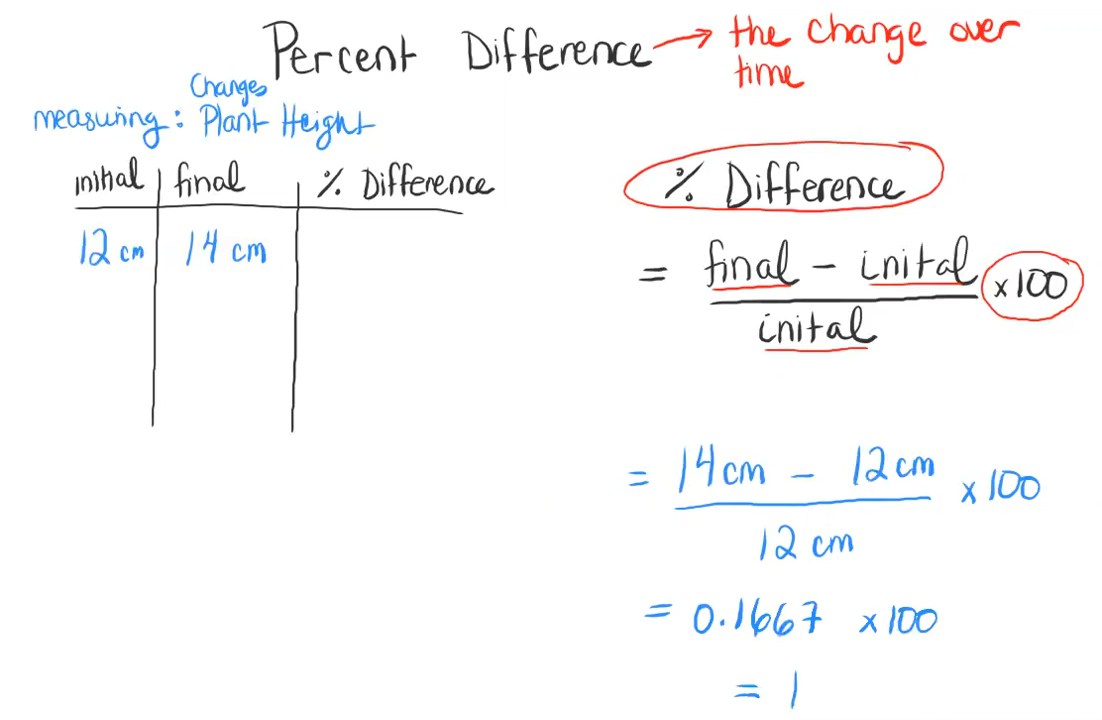 Percent Difference → the change over time
Changes
measuring: Plant Height
initial final % Difference
12 cm 14 cm
% Difference
= final - inital x 100
inital
= 14 cm - 12 cm x 100
12 cm
= 0.1667 x 100
= 1